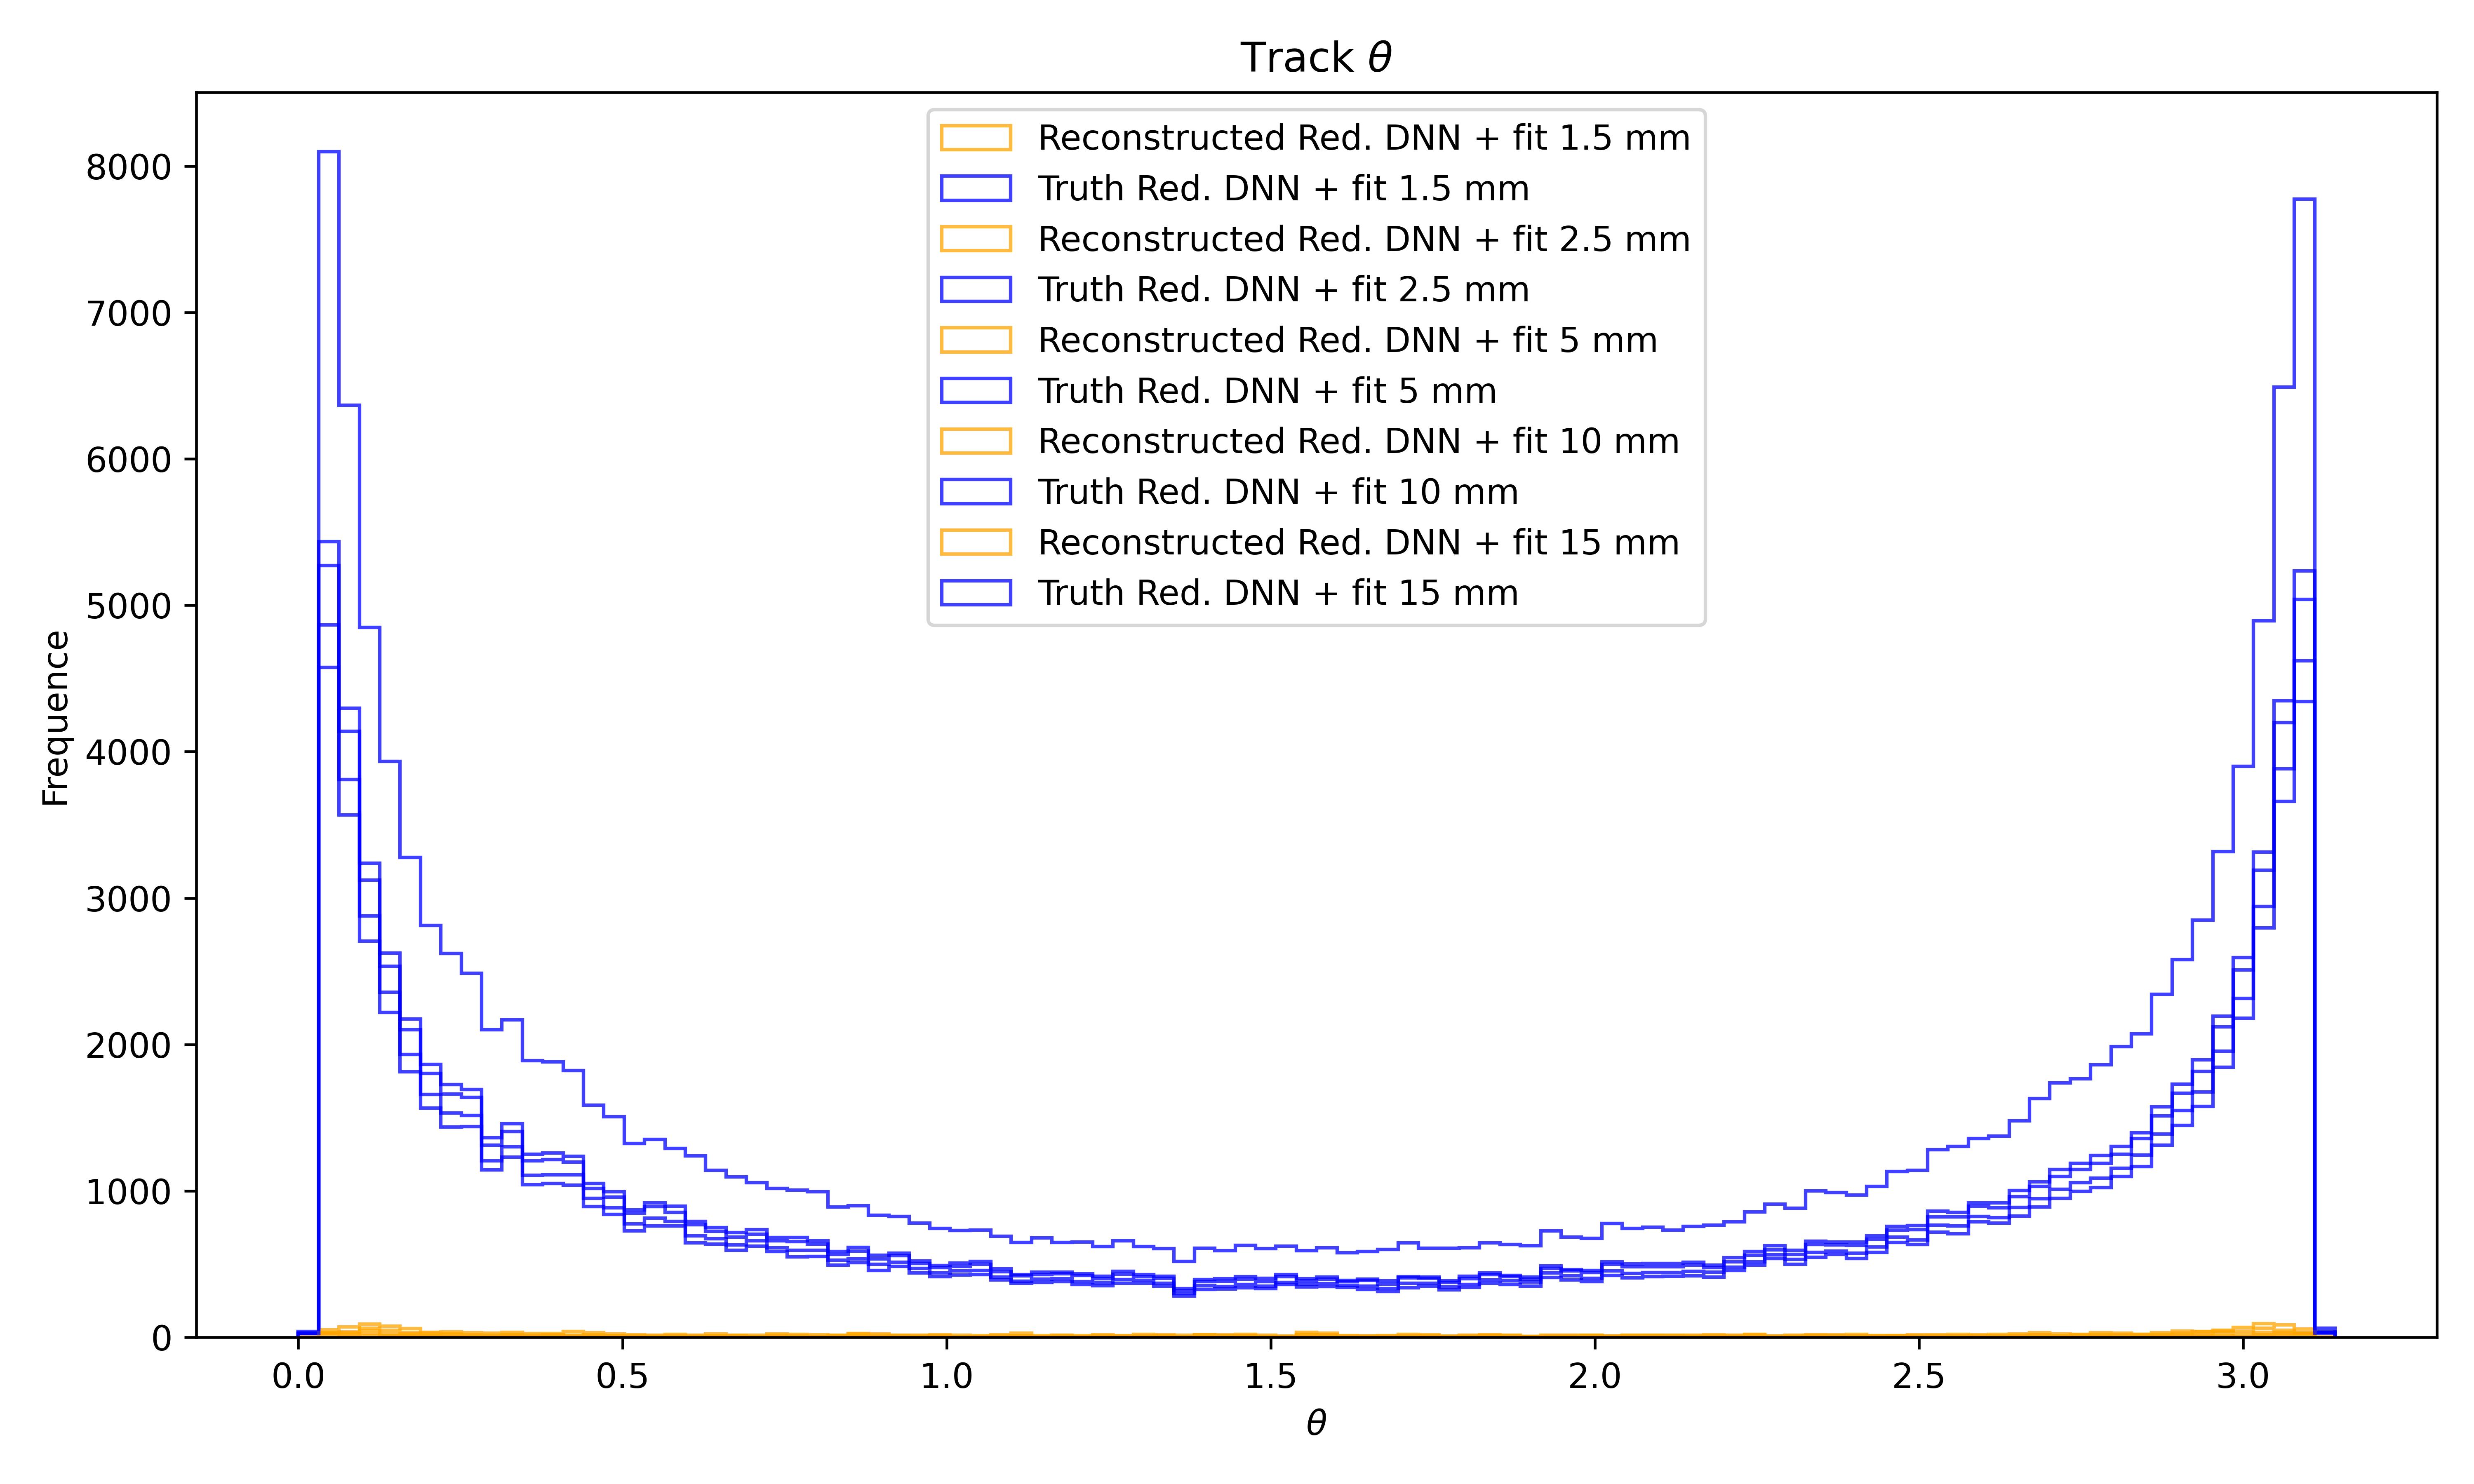 Track θ
8000
7000
6000
5000
4000
3000
2000
1000
0
Frequence
Reconstructed Red. DNN + fit 1.5 mm
Truth Red. DNN + fit 1.5 mm
Reconstructed Red. DNN + fit 2.5 mm
Truth Red. DNN + fit 2.5 mm
Reconstructed Red. DNN + fit 5 mm
Truth Red. DNN + fit 5 mm
Reconstructed Red. DNN + fit 10 mm
Truth Red. DNN + fit 10 mm
Reconstructed Red. DNN + fit 15 mm
Truth Red. DNN + fit 15 mm
0.0 0.5 1.0 1.5 2.0 2.5 3.0
θ